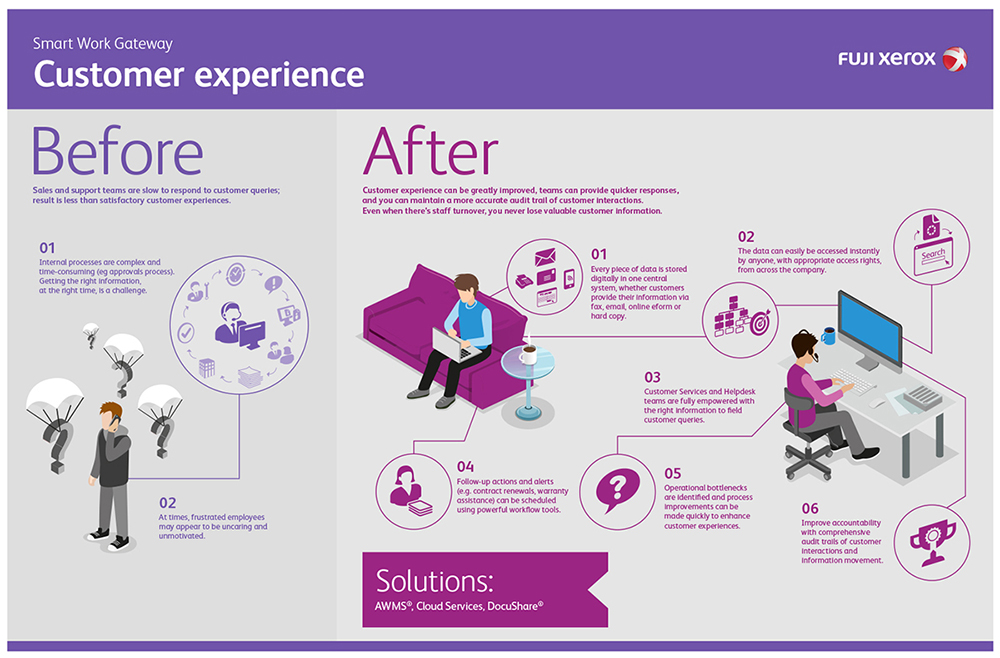 Smart Work Gateway
Customer experience
FUJI xerox
Before
Sales and support teams are slow to respond to customer queries;
result is less than satisfactory customer experiences.
01
Internal processes are complex and
time-consuming (eg approvals process).
Getting the right information,
at the right time, is a challenge.
02
At times, frustrated employees
may appear to be uncaring and
unmotivated.
After
Customer experience can be greatly improved, teams can provide quicker responses,
and you can maintain a more accurate audit trail of customer interactions.
Even when there's staff turnover, you never lose valuable customer information.
01
Every piece of data is stored
digitally in one central
system, whether customers
provide their information via
fax, email, online eform or
hard copy.
02
The data can easily be accessed instantly
by anyone, with appropriate access rights,
from across the company.
Search
03
Customer Services and Helpdesk
teams are fully empowered with
the right information to field
customer queries.
04
Follow-up actions and alerts
(e.g. contract renewals, warranty
assistance) can be scheduled
using powerful workflow tools.
05
Operational bottlenecks
are identified and process
improvements can be
made quickly to enhance
customer experiences.
06
Improve accountability
with comprehensive
audit trails of customer
interactions and
information movement.
Solutions:
AWMS®, Cloud Services, DocuShare®